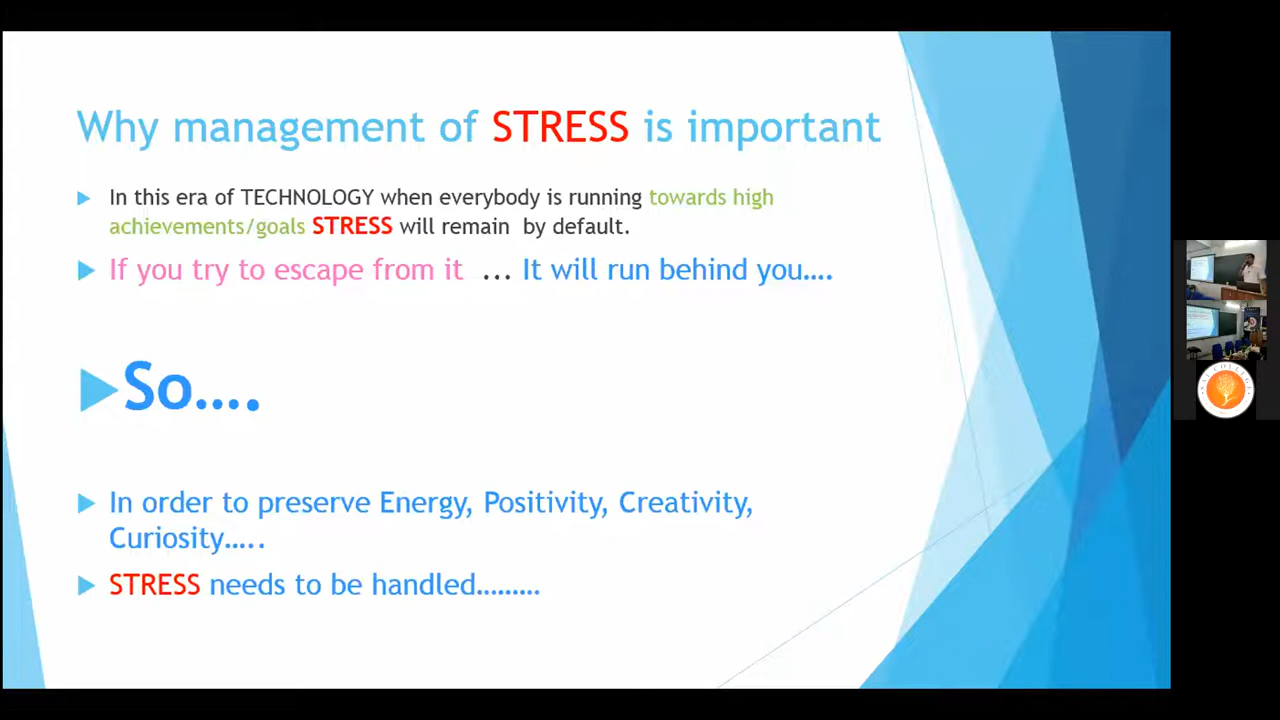 Why management of STRESS is important
In this era of TECHNOLOGY when everybody is running towards high
achievements/goals STRESS will remain by default.
If you try to escape from it ... It will run behind you....
So....
In order to preserve Energy, Positivity, Creativity,
Curiosity.....
STRESS needs to be handled.........